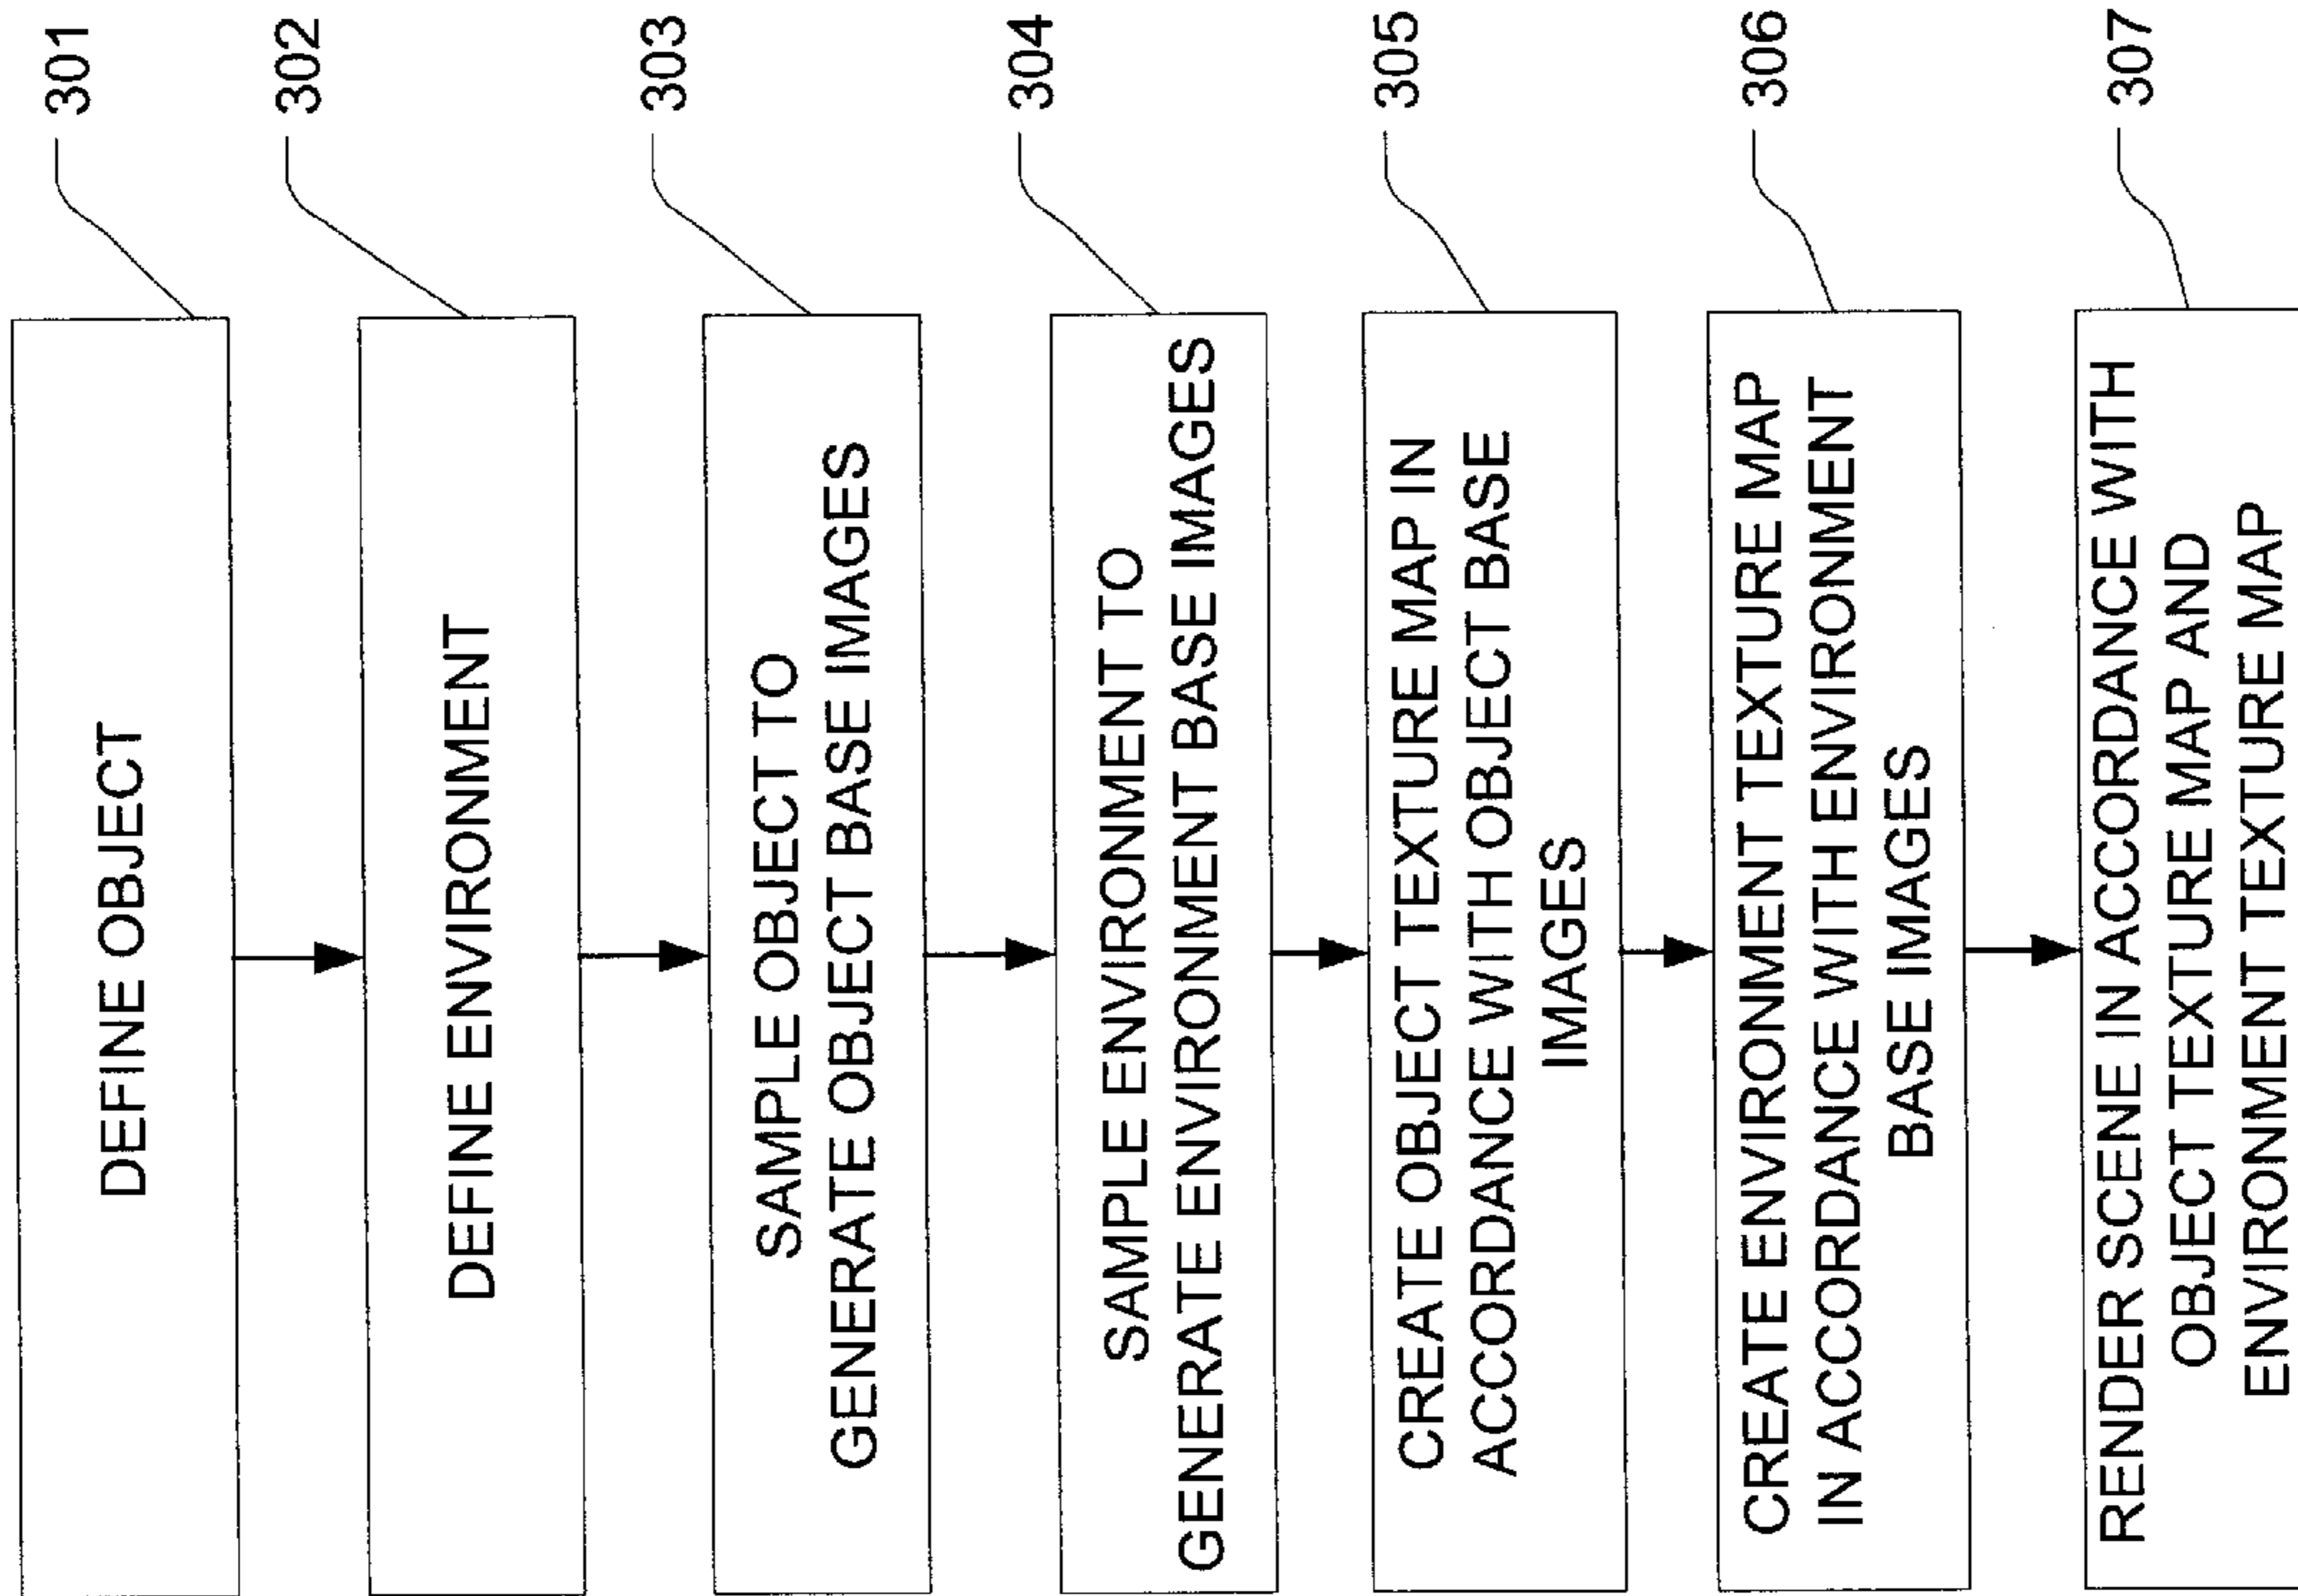 DEFINE OBJECT
301
DEFINE ENVIRONMENT
302
SAMPLE OBJECT TO
GENERATE OBJECT BASE IMAGES
303
SAMPLE ENVIRONMENT TO
GENERATE ENVIRONMENT BASE IMAGES
304
CREATE OBJECT TEXTURE MAP IN
ACCORDANCE WITH OBJECT BASE
IMAGES
305
CREATE ENVIRONMENT TEXTURE MAP
IN ACCORDANCE WITH ENVIRONMENT
BASE IMAGES
306
RENDER SCENE IN ACCORDANCE WITH
OBJECT TEXTURE MAP AND
ENVIRONMENT TEXTURE MAP
307